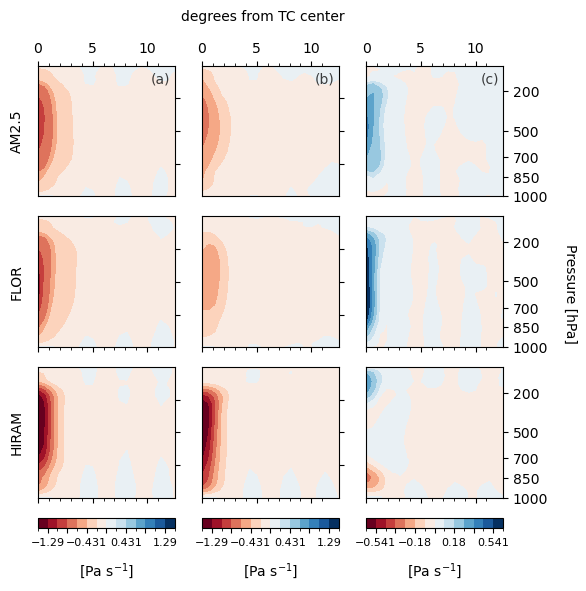 degrees from TC center
0 5 10 0 5 10 0 5 10
(a) (b) (c)
AM2.5
200
500
700
850
1000
FLOR
200
500
700
850
1000
Pressure [hPa]
HIRAM
200
500
700
850
1000
−1.29 −0.431 0.431 1.29 −1.29 −0.431 0.431 1.29 −0.541 −0.18 0.18 0.541
[Pa s⁻¹] [Pa s⁻¹] [Pa s⁻¹]